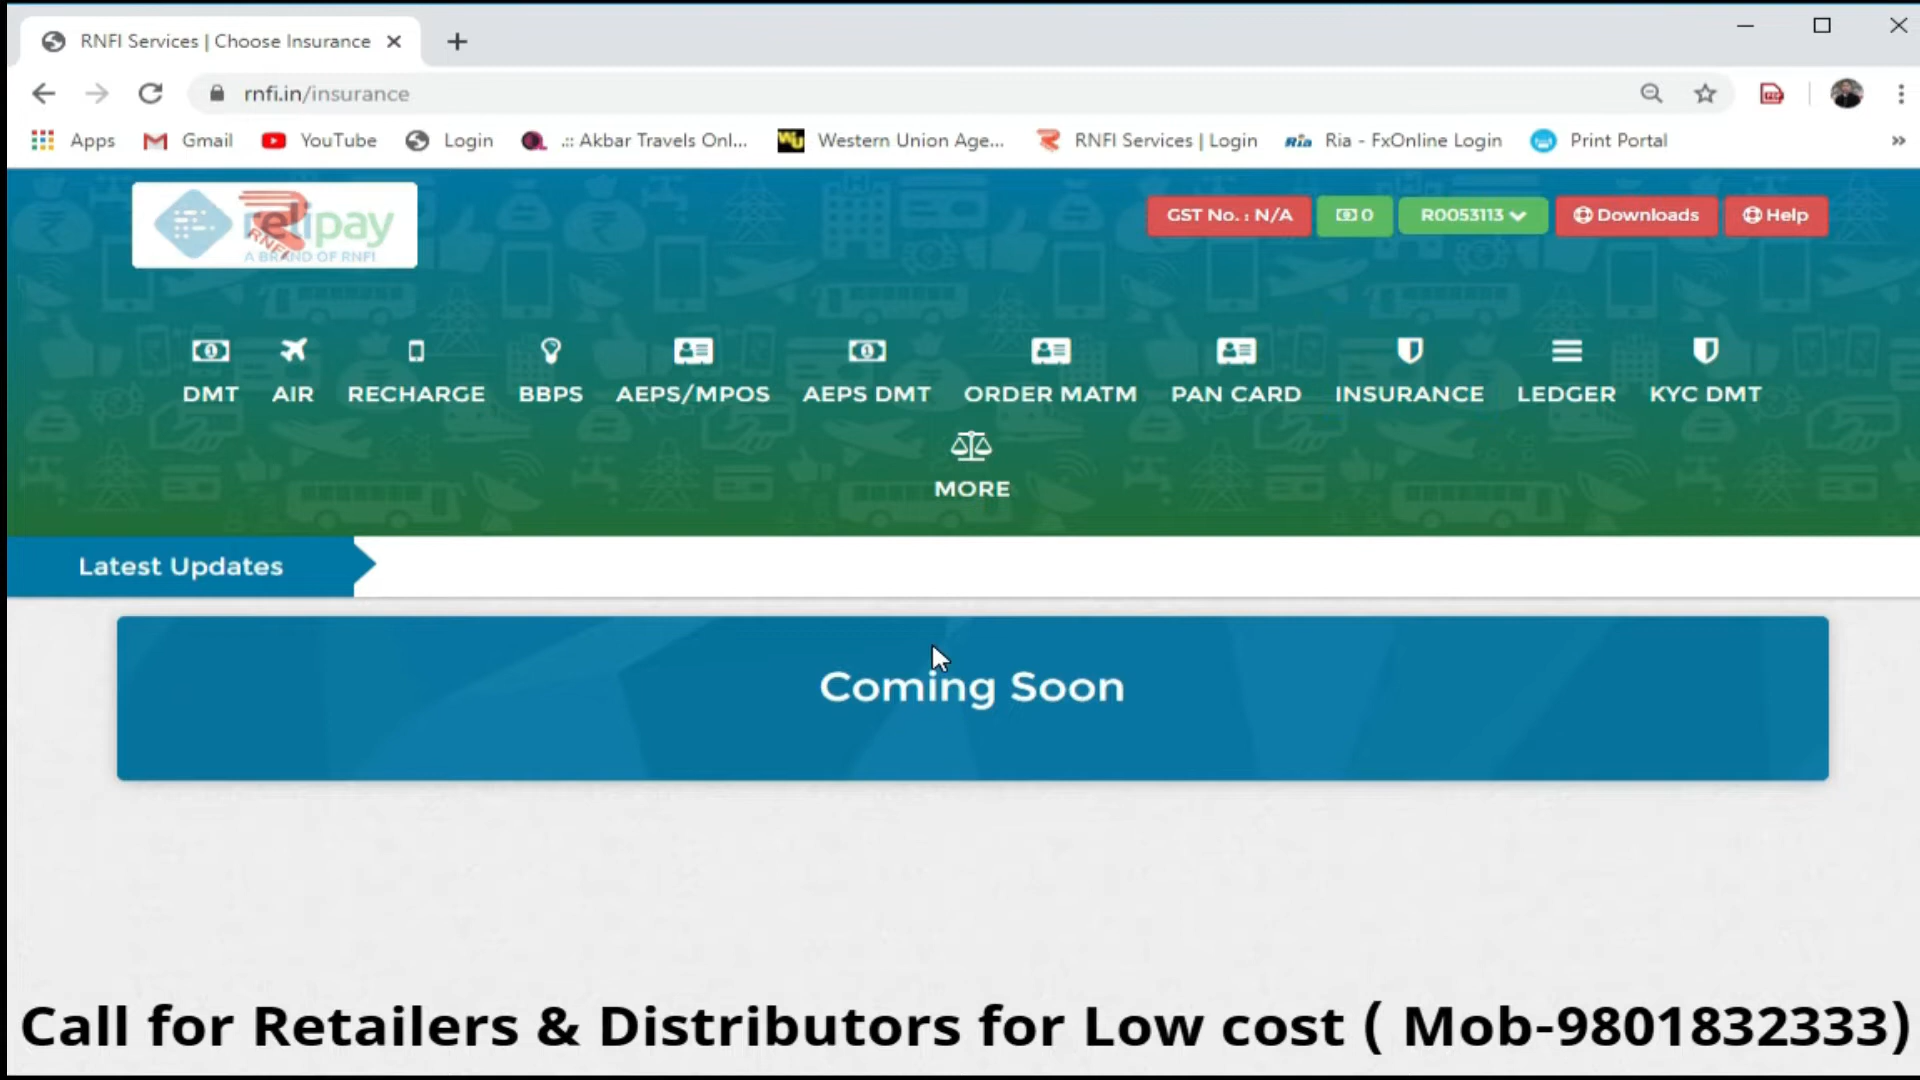 RNFI Services | Choose Insurance
rnfi.in/insurance
Apps Gmail YouTube Login .:: Akbar Travels Onl... Western Union Age... RNFI Services | Login Ria Ria - FxOnline Login Print Portal »
relipay
RNFI
A BRAND OF RNFI
GST No. : N/A 0 R0053113 Downloads Help
DMT AIR RECHARGE BBPS AEPS/MPOS AEPS DMT ORDER MATM PAN CARD INSURANCE LEDGER KYC DMT
MORE
Latest Updates
Coming Soon
Call for Retailers & Distributors for Low cost ( Mob-9801832333)